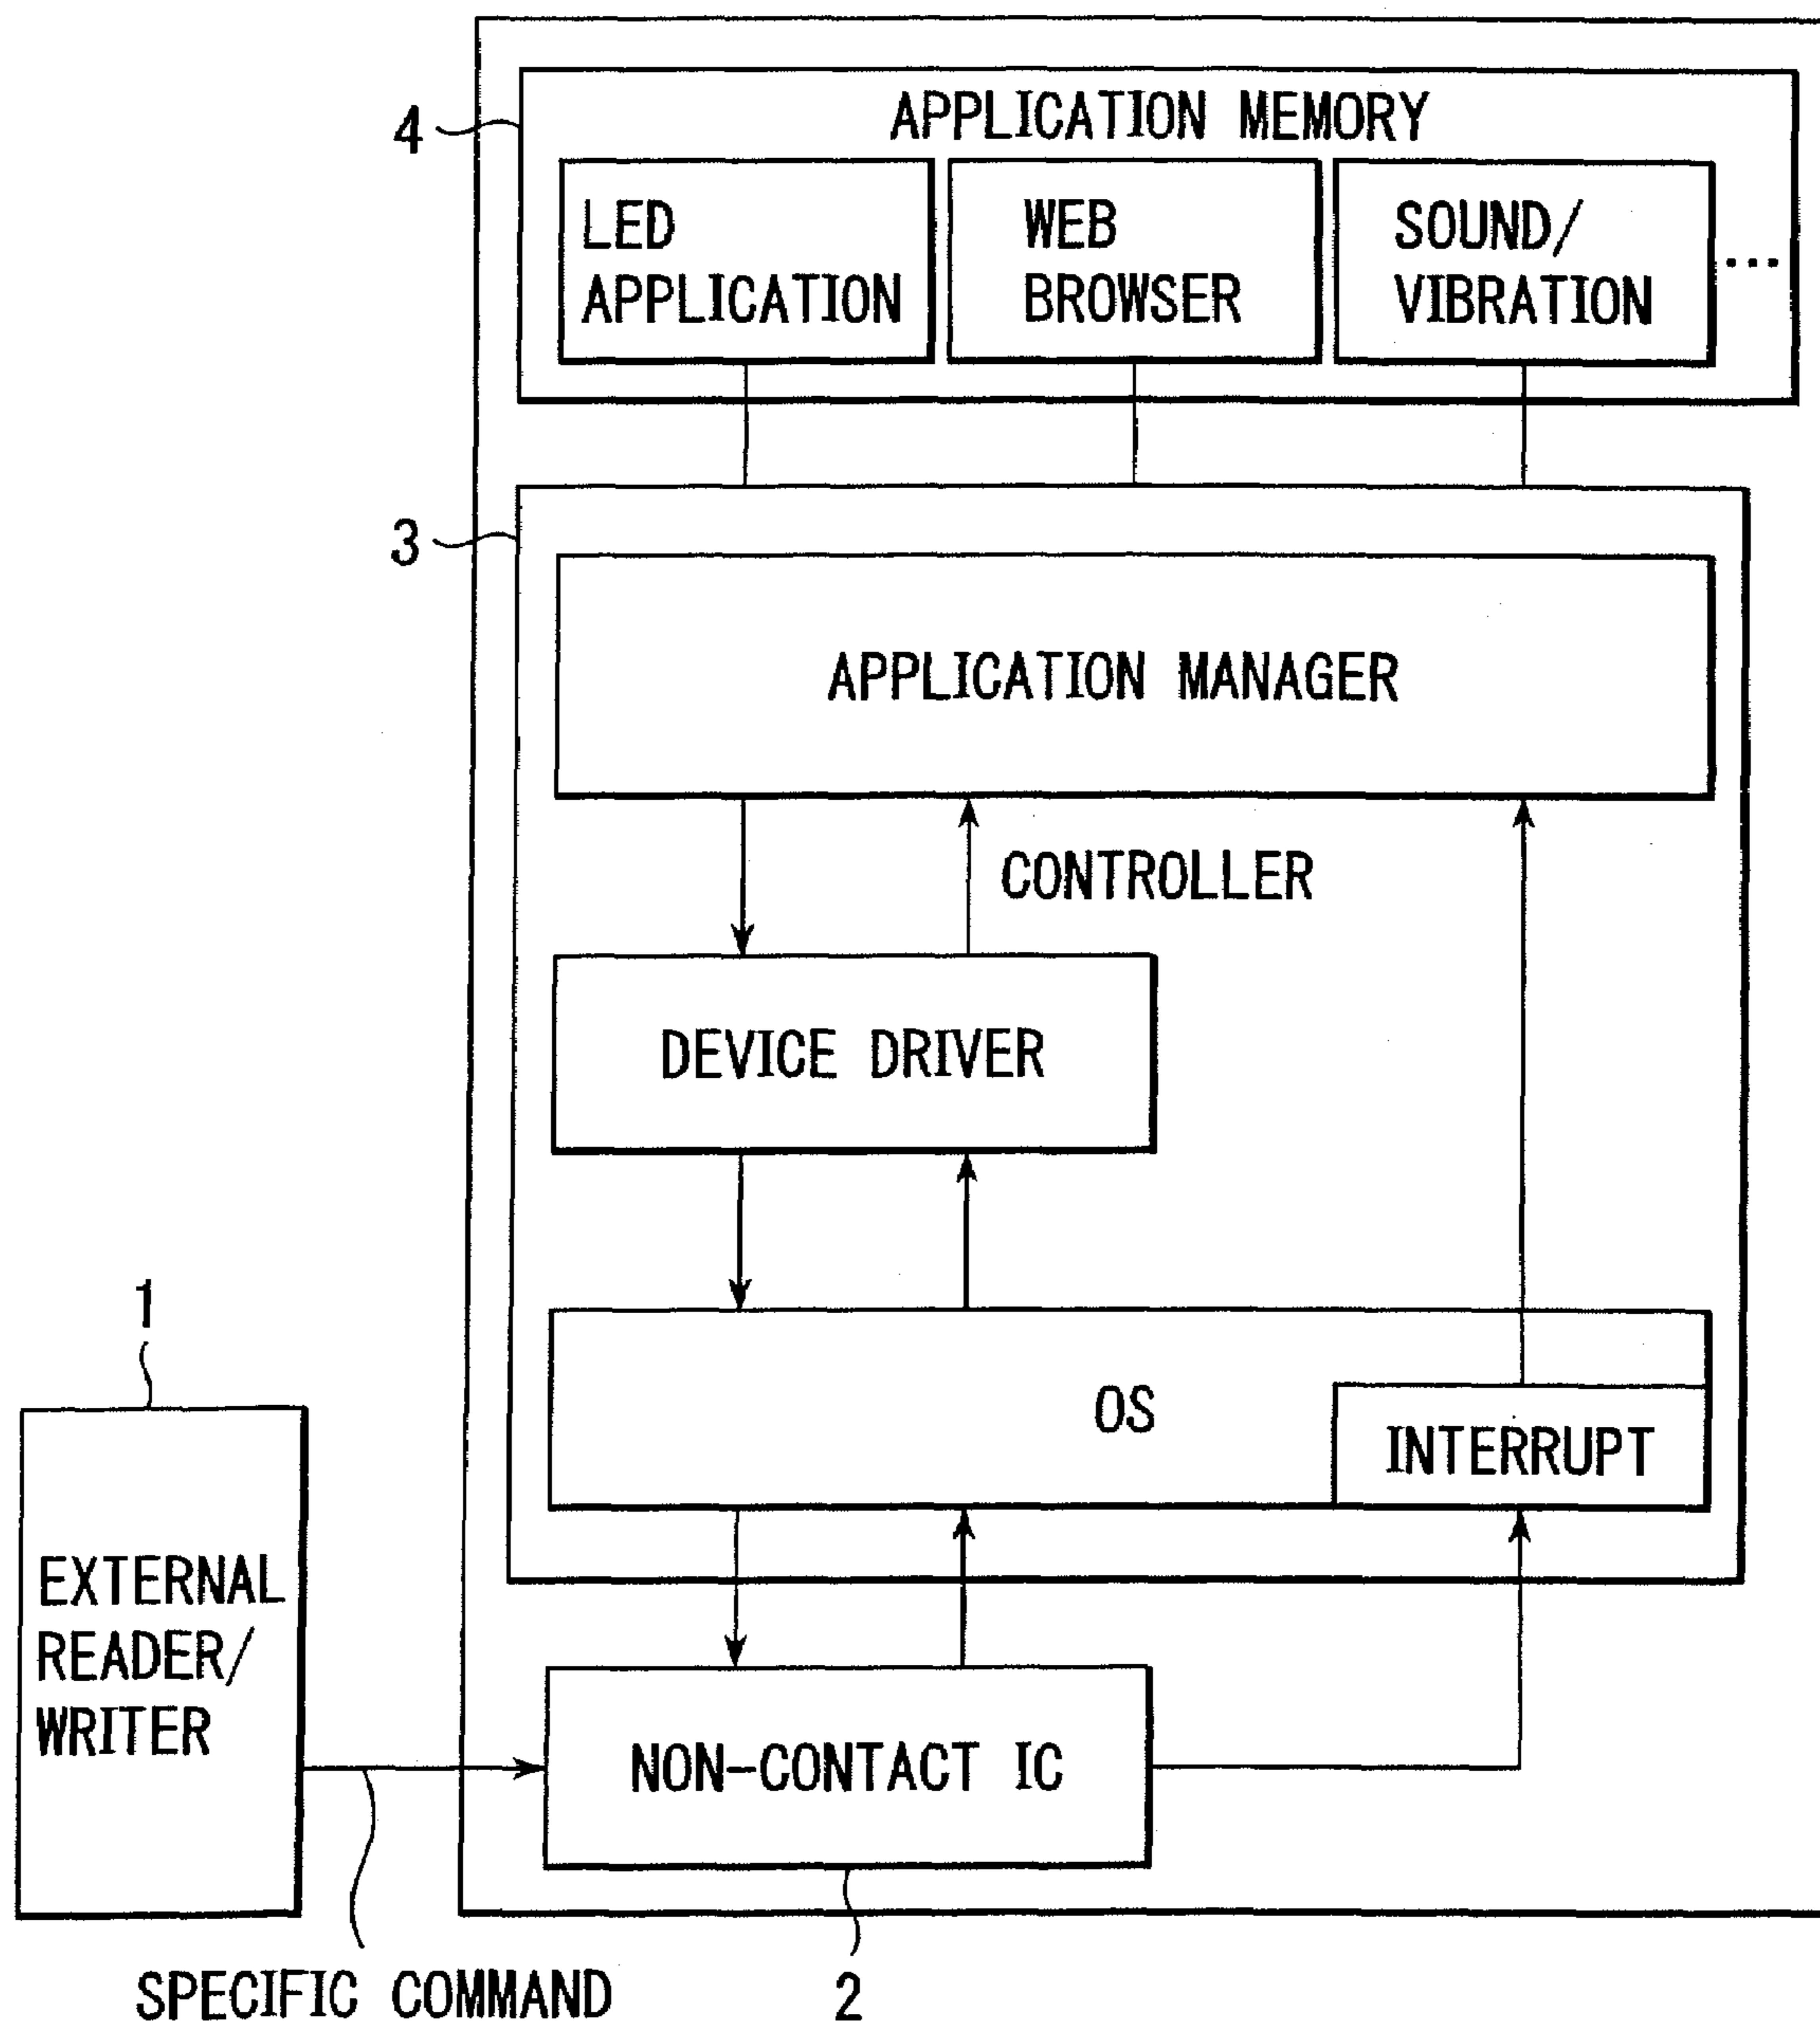 4
APPLICATION MEMORY
LED
APPLICATION
WEB
BROWSER
SOUND/
VIBRATION
...
3
APPLICATION MANAGER
CONTROLLER
DEVICE DRIVER
1
OS
INTERRUPT
EXTERNAL
READER/
WRITER
NON-CONTACT IC
SPECIFIC COMMAND
2